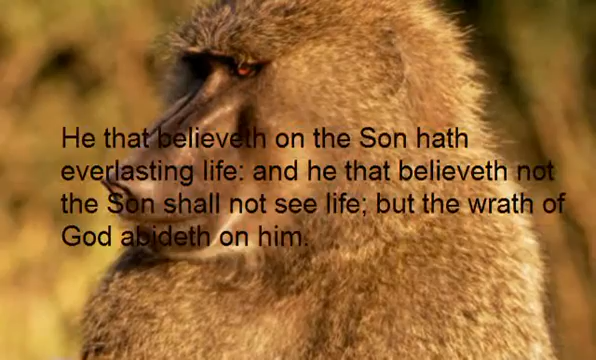 He that believeth on the Son hath
everlasting life: and he that believeth not
the Son shall not see life; but the wrath of
God abideth on him.